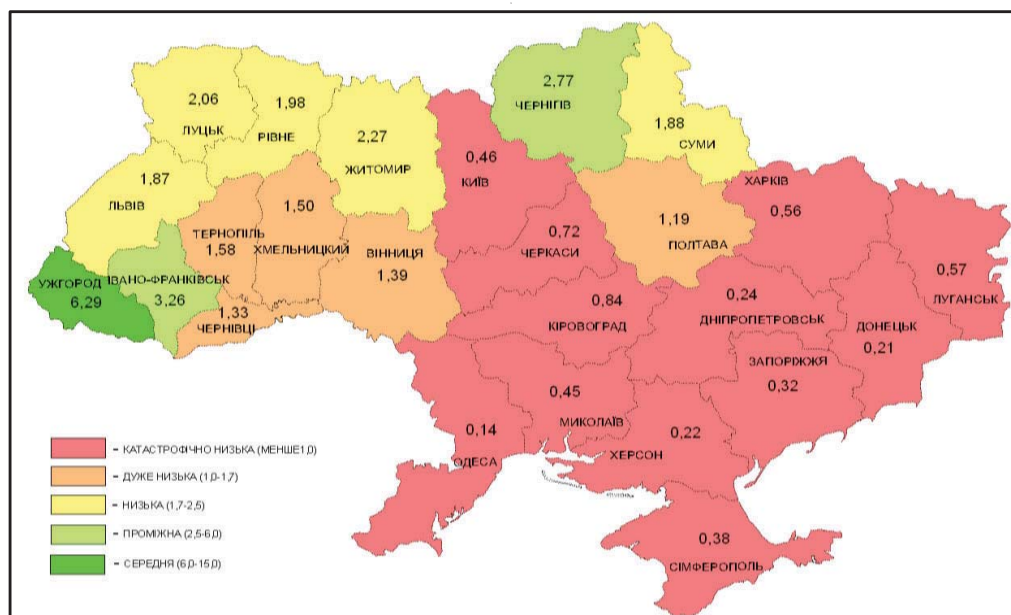 2,77
ЧЕРНІГІВ
2,06
ЛУЦЬК
1,98
РІВНЕ
2,27
ЖИТОМИР
1,88
СУМИ
0,46
КИЇВ
1,87
ЛЬВІВ
ХАРКІВ
0,56
1,50
ХМЕЛЬНИЦКИЙ
ТЕРНОПІЛЬ
1,58
0,72
ЧЕРКАСИ
1,19
ПОЛТАВА
ВІННИЦЯ
1,39
0,57
ЛУГАНСЬК
УЖГОРОД
6,29
ІВАНО-ФРАНКІВСЬК
3,26
1,33
ЧЕРНІВЦІ
0,84
КІРОВОГРАД
0,24
ДНІПРОПЕТРОВСЬК
ДОНЕЦЬК
0,21
ЗАПОРІЖЖЯ
0,32
0,45
МИКОЛАЇВ
0,14
ОДЕСА
0,22
ХЕРСОН
0,38
СІМФЕРОПОЛЬ
- КАТАСТРОФІЧНО НИЗЬКА (МЕНШЕ1,0)
- ДУЖЕ НИЗЬКА (1,0-1,7)
- НИЗЬКА (1,7-2,5)
- ПРОМІЖНА (2,5-6,0)
- СЕРЕДНЯ (6,0-15,0)